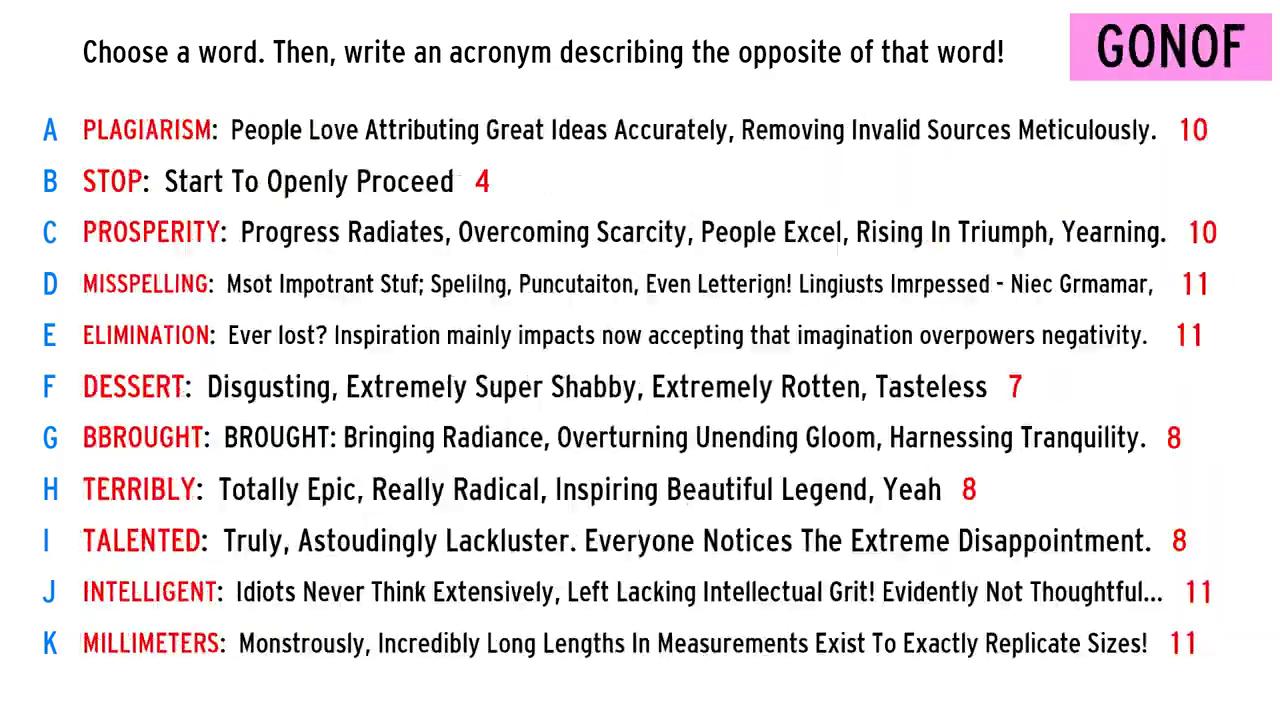 Choose a word. Then, write an acronym describing the opposite of that word!
GONOF
A PLAGIARISM: People Love Attributing Great Ideas Accurately, Removing Invalid Sources Meticulously. 10
B STOP: Start To Openly Proceed 4
C PROSPERITY: Progress Radiates, Overcoming Scarcity, People Excel, Rising In Triumph, Yearning. 10
D MISSPELLING: Msot Impotrant Stuf; Spelilng, Puncutaiton, Even Letterign! Lingiusts Imrpessed - Niec Grmamar, 11
E ELIMINATION: Ever lost? Inspiration mainly impacts now accepting that imagination overpowers negativity. 11
F DESSERT: Disgusting, Extremely Super Shabby, Extremely Rotten, Tasteless 7
G BBROUGHT: BROUGHT: Bringing Radiance, Overturning Unending Gloom, Harnessing Tranquility. 8
H TERRIBLY: Totally Epic, Really Radical, Inspiring Beautiful Legend, Yeah 8
I TALENTED: Truly, Astoudingly Lackluster. Everyone Notices The Extreme Disappointment. 8
J INTELLIGENT: Idiots Never Think Extensively, Left Lacking Intellectual Grit! Evidently Not Thoughtful... 11
K MILLIMETERS: Monstrously, Incredibly Long Lengths In Measurements Exist To Exactly Replicate Sizes! 11